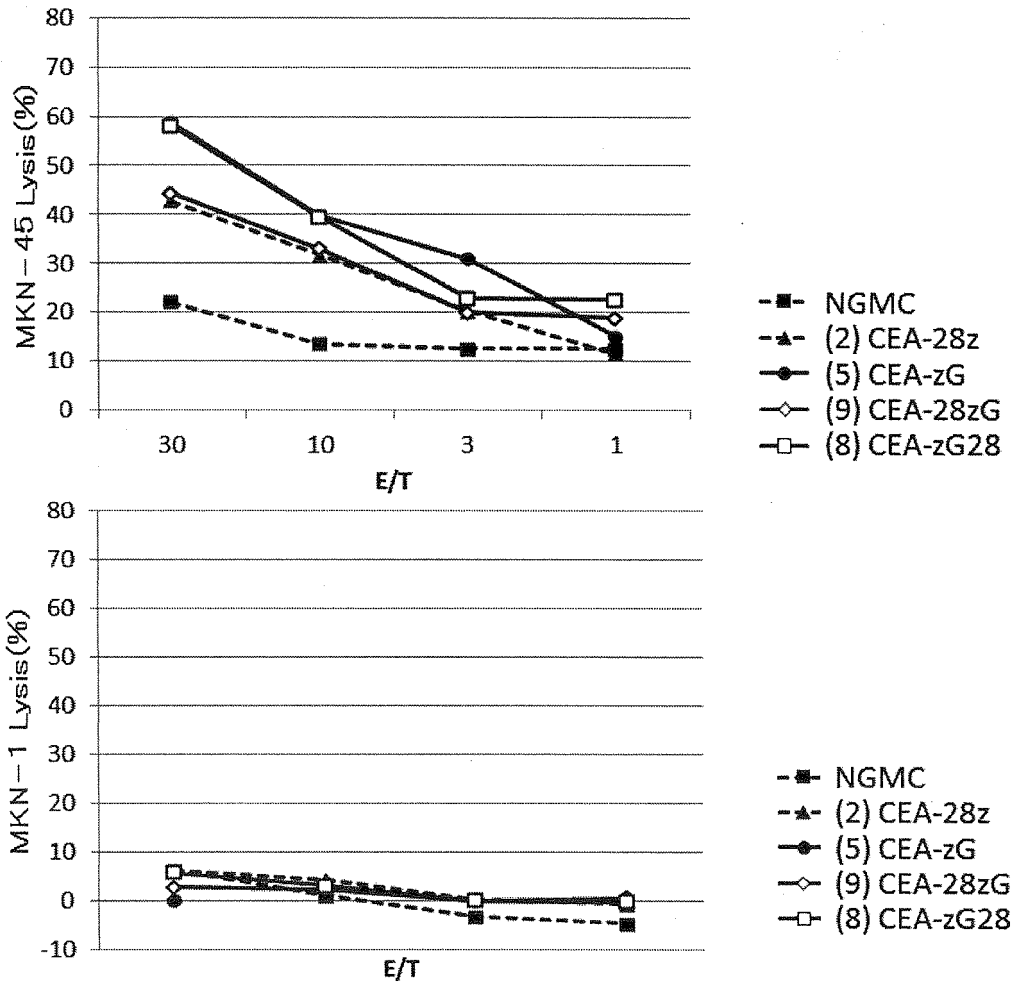 MKN-45 Lysis(%)
80
70
60
50
40
30
20
10
0
30 10 3 1
E/T
NGMC
(2) CEA-28z
(5) CEA-zG
(9) CEA-28zG
(8) CEA-zG28
MKN-1 Lysis(%)
80
70
60
50
40
30
20
10
0
-10
E/T
NGMC
(2) CEA-28z
(5) CEA-zG
(9) CEA-28zG
(8) CEA-zG28